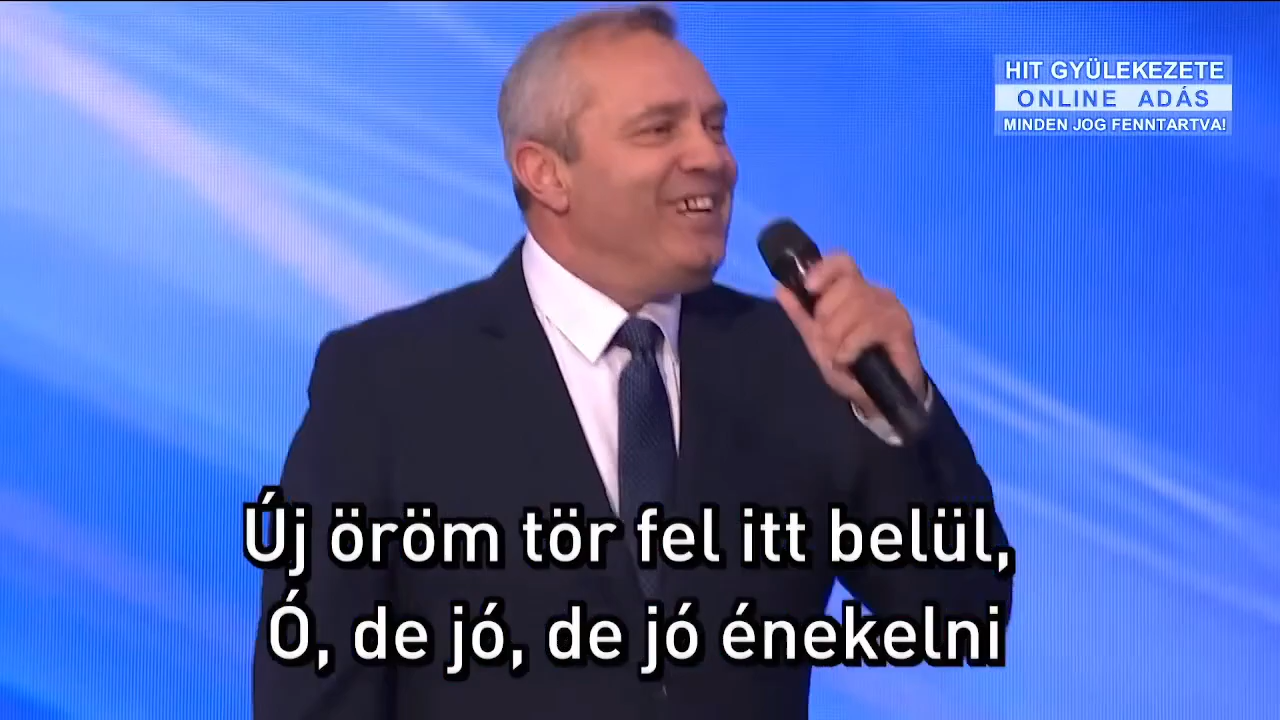 HIT GYÜLEKEZETE
ONLINE ADÁS
MINDEN JOG FENNTARTVA!
Új öröm tör fel itt belül,
Ó, de jó, de jó énekelni